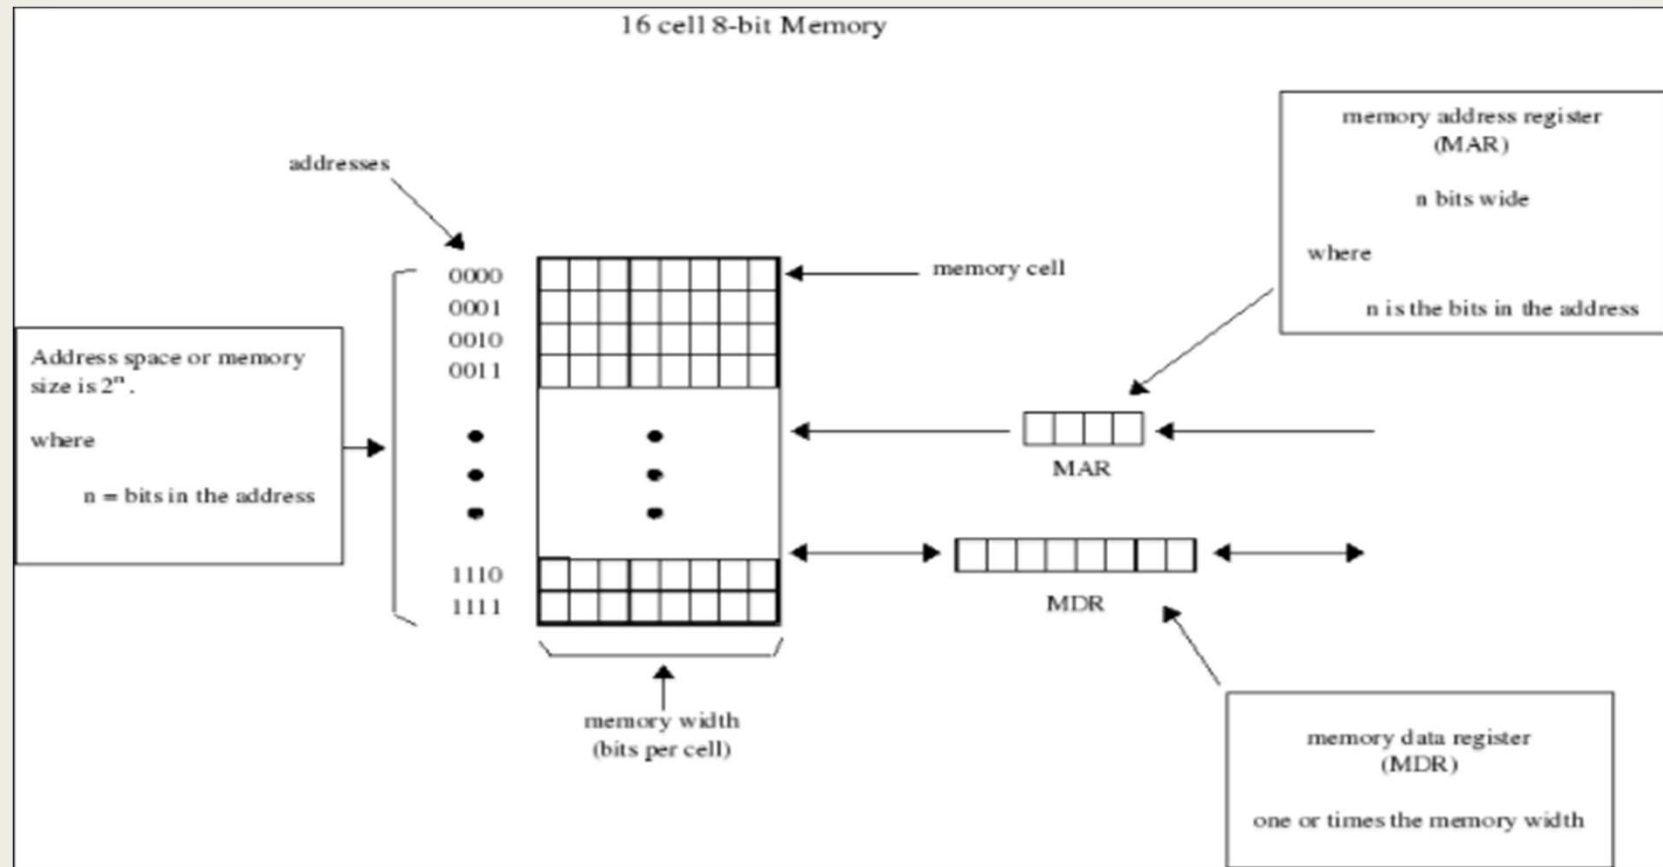 16 cell 8-bit Memory
addresses
0000
0001
0010
0011
1110
1111
Address space or memory
size is 2ⁿ.
where
n = bits in the address
memory cell
memory address register
(MAR)
n bits wide
where
n is the bits in the address
MAR
MDR
memory width
(bits per cell)
memory data register
(MDR)
one or times the memory width